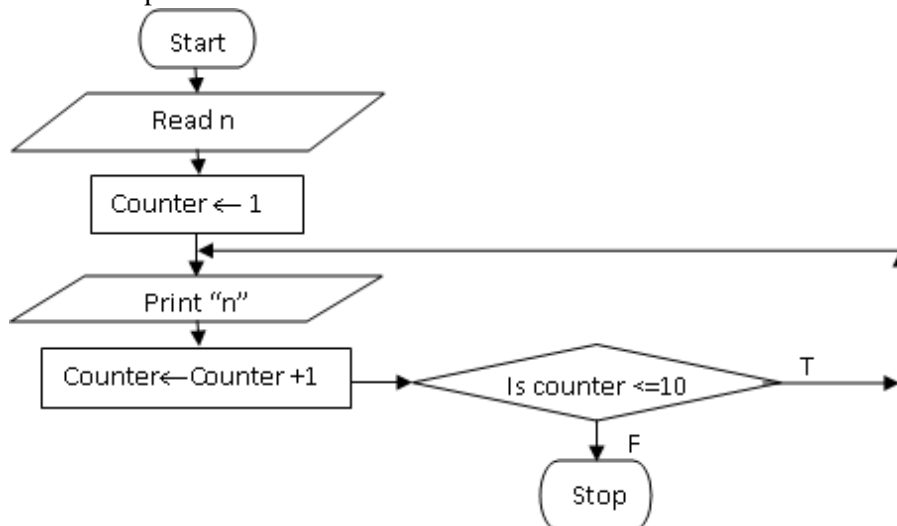 Start
Read n
Counter ← 1
Print “n”
Counter←Counter +1
Is counter <=10
T
F
Stop